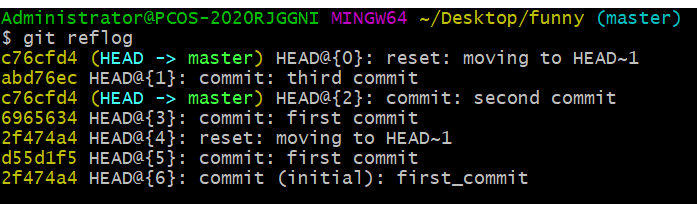 Administrator@PCOS-2020RJGGNI MINGW64 ~/Desktop/funny (master)
$ git reflog
c76cfd4 (HEAD -> master) HEAD@{0}: reset: moving to HEAD~1
abd76ec HEAD@{1}: commit: third commit
c76cfd4 (HEAD -> master) HEAD@{2}: commit: second commit
6965634 HEAD@{3}: commit: first commit
2f474a4 HEAD@{4}: reset: moving to HEAD~1
d55d1f5 HEAD@{5}: commit: first commit
2f474a4 HEAD@{6}: commit (initial): first_commit